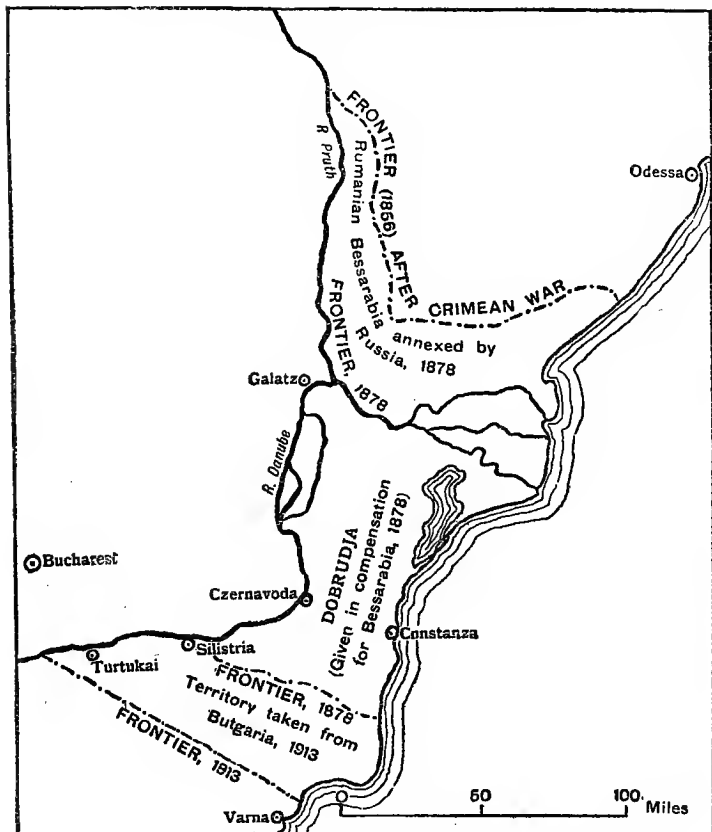 R Pruth
FRONTIER (1856) AFTER
CRIMEAN WAR
Rumanian Bessarabia
annexed by
Russia, 1878
Odessa
FRONTIER, 1878
Galatz
R. Danube
DOBRUDJA
(Given in compensation
for Bessarabia, 1878)
Bucharest
Czernavoda
Constanza
Silistria
Turtukai
FRONTIER, 1878
Territory taken from
Butgaria, 1913
FRONTIER, 1913
Varna
0 50 100.
Miles